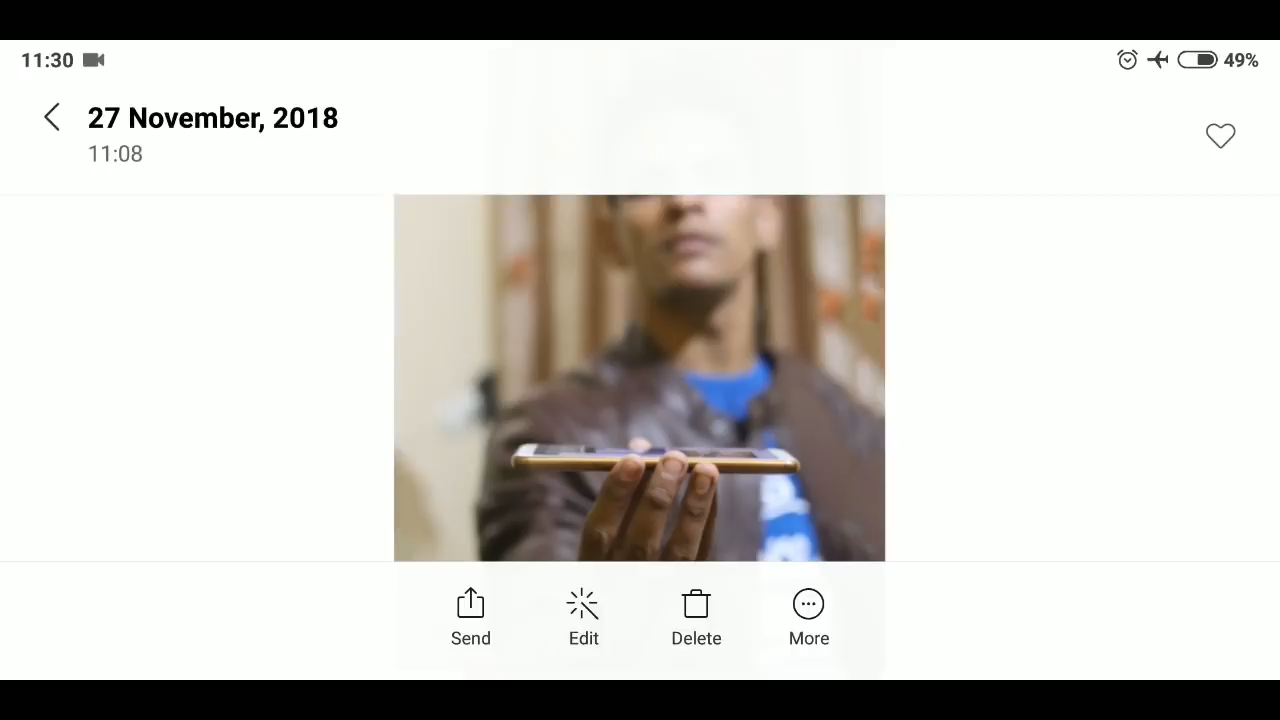 11:30
49%
27 November, 2018
11:08
Send
Edit
Delete
More